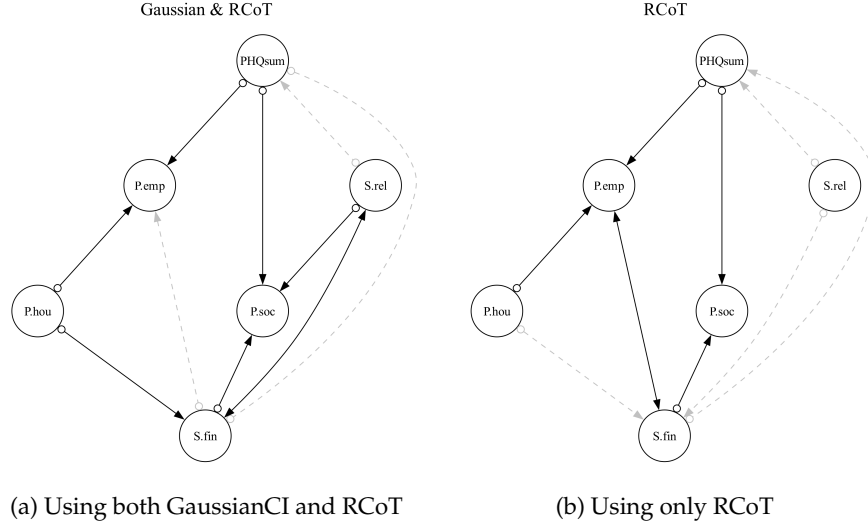 Gaussian & RCoT
PHQsum
P.emp
S.rel
P.hou
P.soc
S.fin
(a) Using both GaussianCI and RCoT
RCoT
PHQsum
P.emp
S.rel
P.hou
P.soc
S.fin
(b) Using only RCoT